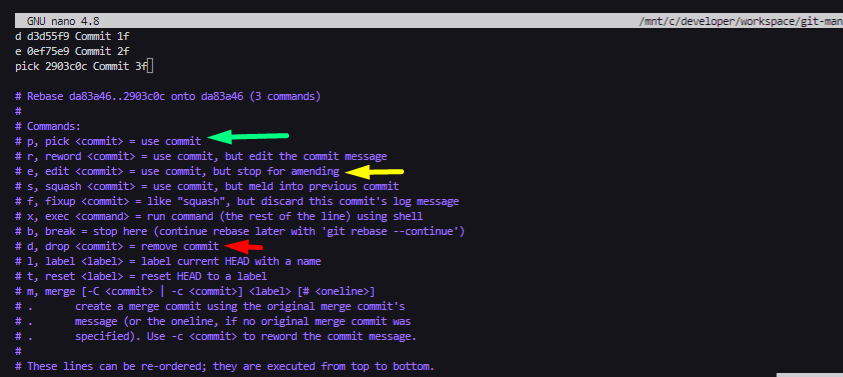 GNU nano 4.8 /mnt/c/developer/workspace/git-man
d d3d55f9 Commit 1f
e 0ef75e9 Commit 2f
pick 2903c0c Commit 3f
# Rebase da83a46..2903c0c onto da83a46 (3 commands)
#
# Commands:
# p, pick <commit> = use commit
# r, reword <commit> = use commit, but edit the commit message
# e, edit <commit> = use commit, but stop for amending
# s, squash <commit> = use commit, but meld into previous commit
# f, fixup <commit> = like "squash", but discard this commit's log message
# x, exec <command> = run command (the rest of the line) using shell
# b, break = stop here (continue rebase later with 'git rebase --continue')
# d, drop <commit> = remove commit
# l, label <label> = label current HEAD with a name
# t, reset <label> = reset HEAD to a label
# m, merge [-C <commit> | -c <commit>] <label> [# <oneline>]
# .       create a merge commit using the original merge commit's
# .       message (or the oneline, if no original merge commit was
# .       specified). Use -c <commit> to reword the commit message.
#
# These lines can be re-ordered; they are executed from top to bottom.